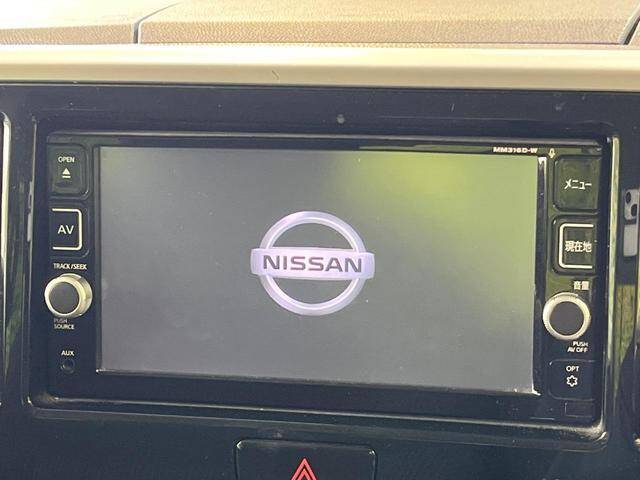 MM316D-W
OPEN
メニュー
AV
現在地
TRACK/SEEK
音量
NISSAN
PUSH
SOURCE
PUSH
AV OFF
AUX
OPT